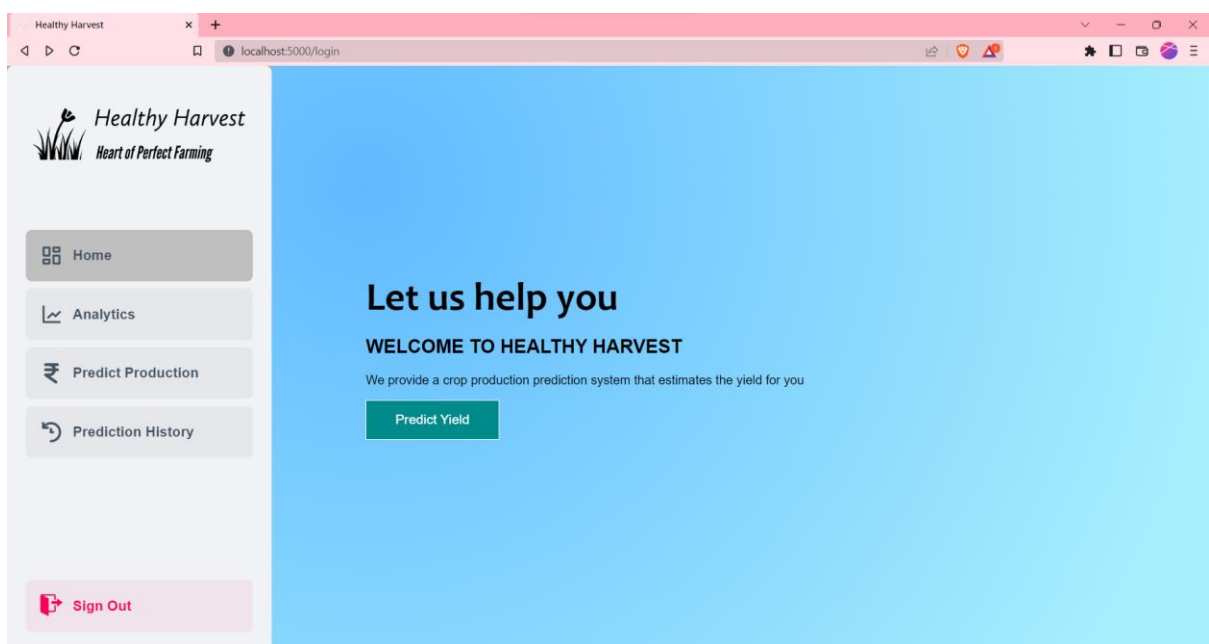 Healthy Harvest
localhost:5000/login
Healthy Harvest
Heart of Perfect Farming
Home
Analytics
Predict Production
Prediction History
Sign Out
Let us help you
WELCOME TO HEALTHY HARVEST
We provide a crop production prediction system that estimates the yield for you
Predict Yield